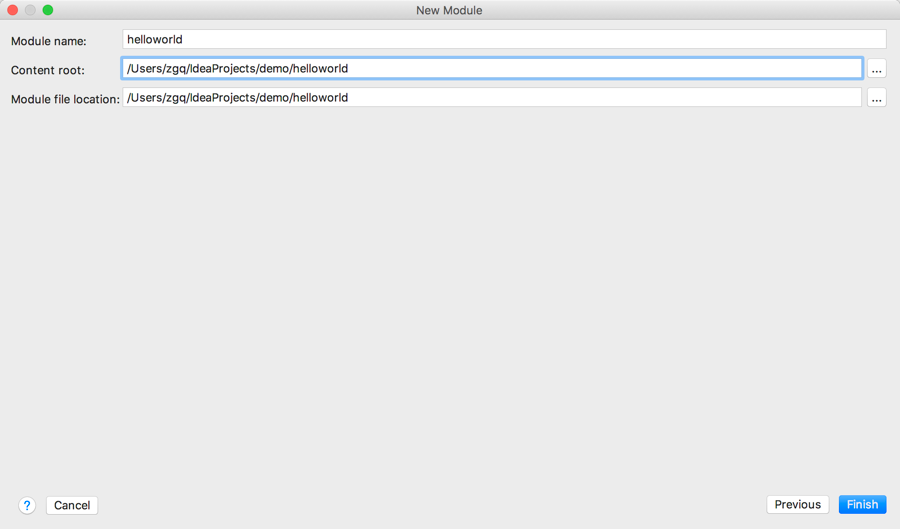 New Module
Module name: helloworld
Content root: /Users/zgq/IdeaProjects/demo/helloworld ...
Module file location: /Users/zgq/IdeaProjects/demo/helloworld ...
? Cancel Previous Finish